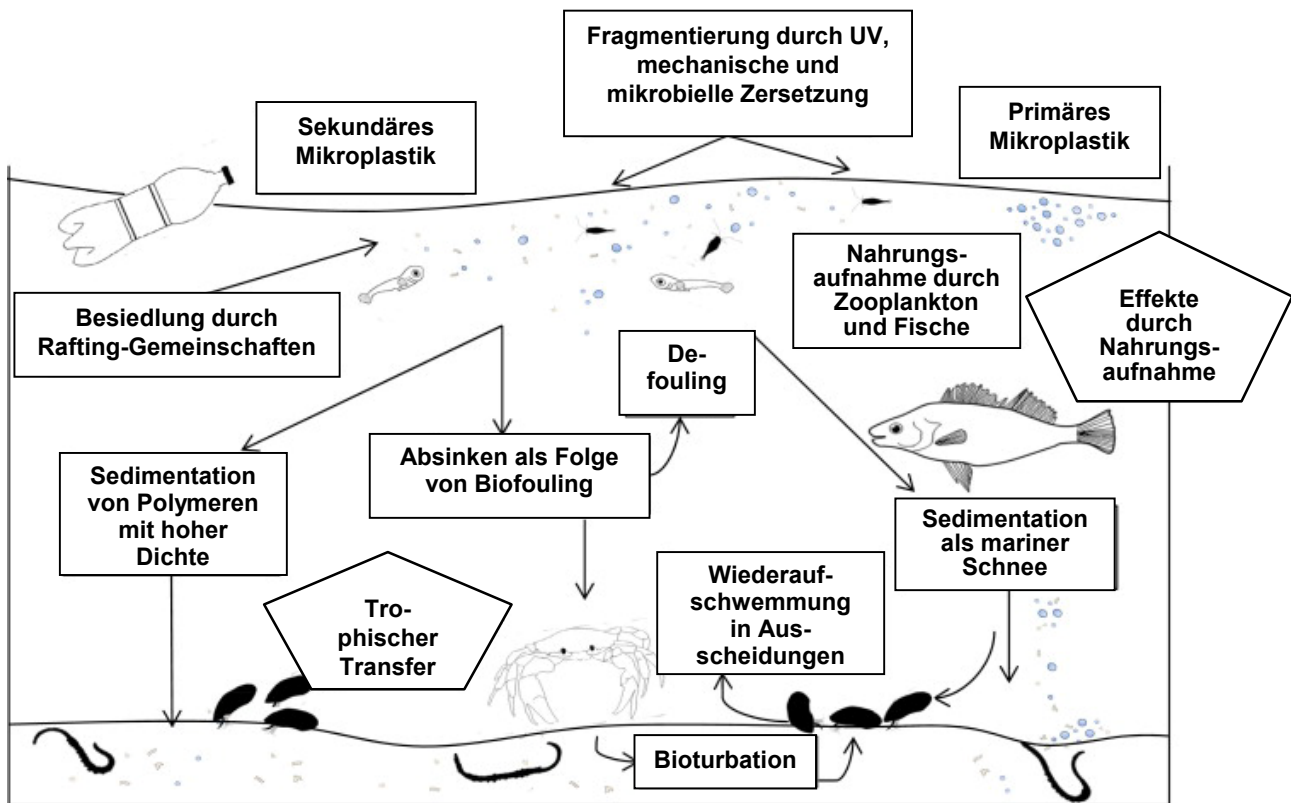 Fragmentierung durch UV,
mechanische und
mikrobielle Zersetzung
Sekundäres
Mikroplastik
Primäres
Mikroplastik
Nahrungs-
aufnahme durch
Zooplankton
und Fische
Effekte
durch
Nahrungs-
aufnahme
Besiedlung durch
Rafting-Gemeinschaften
De-
fouling
Absinken als Folge
von Biofouling
Sedimentation
von Polymeren
mit hoher
Dichte
Sedimentation
als mariner
Schnee
Wiederauf-
schwemmung
in Aus-
scheidungen
Tro-
phischer
Transfer
Bioturbation